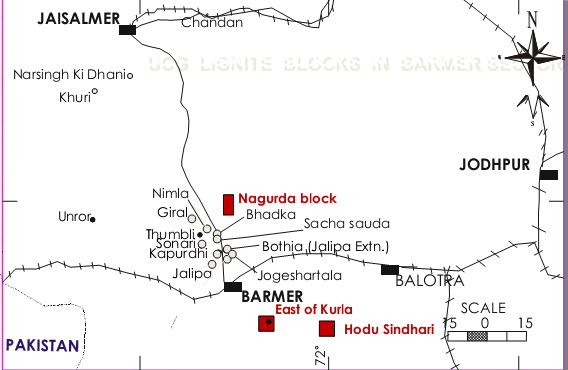 JAISALMER
Chandan
N
UCG LIGNITE BLOCKS IN BARMER SECTION
Narsingh Ki Dhani
Khuri
s
JODHPUR
Nimla
Nagurda block
Giral
Bhadka
Unror
Sacha sauda
Thumbli
Sonari
Bothia (Jalipa Extn.)
Kapurdhi
Jalipa
Jogeshartala
BALOTRA
BARMER
East of Kurla
SCALE
Hodu Sindhari
15 0 15
PAKISTAN
72°